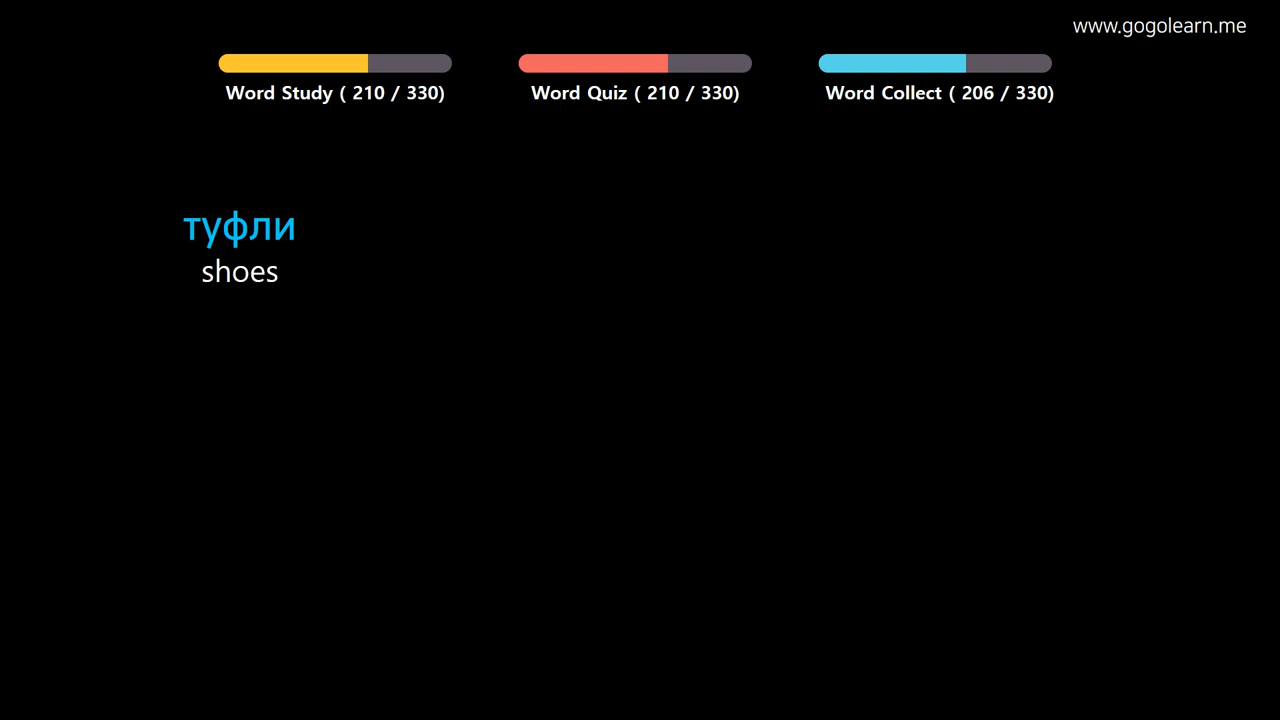 www.gogolearn.me
Word Study ( 210 / 330)
Word Quiz ( 210 / 330)
Word Collect ( 206 / 330)
туфли
shoes